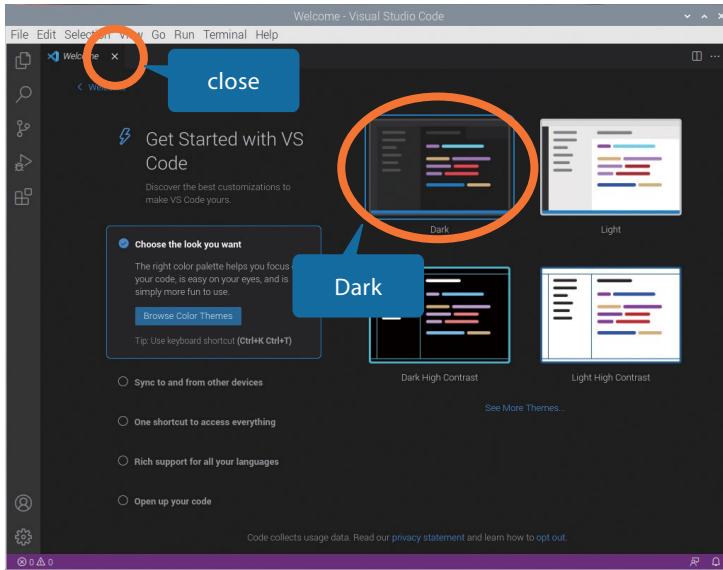 Welcome - Visual Studio Code
File Edit Selection View Go Run Terminal Help
Welcome
close
< Wel
Get Started with VS
Code
Discover the best customizations to
make VS Code yours.
Choose the look you want
The right color palette helps you focus
your code, is easy on your eyes, and is
simply more fun to use.
Browse Color Themes
Tip: Use keyboard shortcut (Ctrl+K Ctrl+T)
Sync to and from other devices
One shortcut to access everything
Rich support for all your languages
Open up your code
Dark
Light
Dark
Dark High Contrast
Light High Contrast
See More Themes...
Code collects usage data. Read our privacy statement and learn how to opt out.
0 0